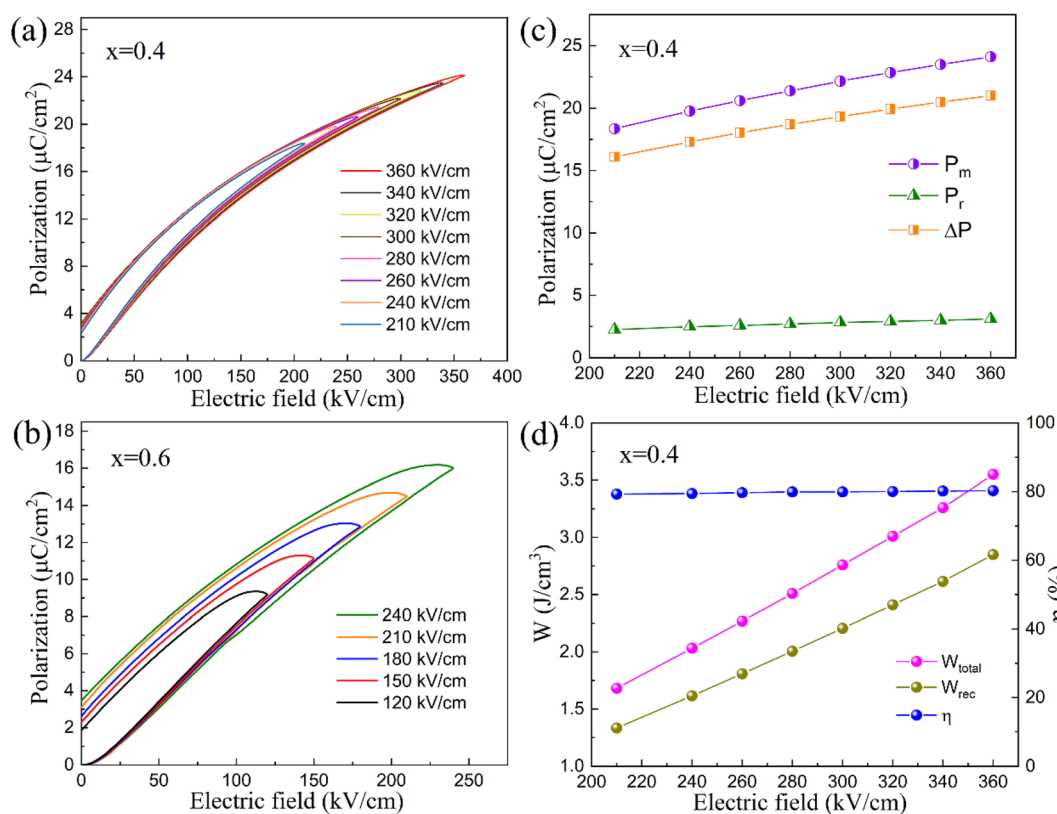 (a)
x=0.4
Polarization (μC/cm²)
28
24
20
16
12
8
4
0
360 kV/cm
340 kV/cm
320 kV/cm
300 kV/cm
280 kV/cm
260 kV/cm
240 kV/cm
210 kV/cm
0 50 100 150 200 250 300 350 400
Electric field (kV/cm)
(c)
x=0.4
Polarization (μC/cm²)
25
20
15
10
5
0
Pm
Pr
ΔP
200 220 240 260 280 300 320 340 360
Electric field (kV/cm)
(b)
x=0.6
Polarization (μC/cm²)
18
16
14
12
10
8
6
4
2
0
240 kV/cm
210 kV/cm
180 kV/cm
150 kV/cm
120 kV/cm
0 50 100 150 200 250
Electric field (kV/cm)
(d)
x=0.4
W (J/cm³)
4.0
3.5
3.0
2.5
2.0
1.5
1.0
Wtotal
Wrec
η
100
80
60
40
20
0
200 220 240 260 280 300 320 340 360
Electric field (kV/cm)